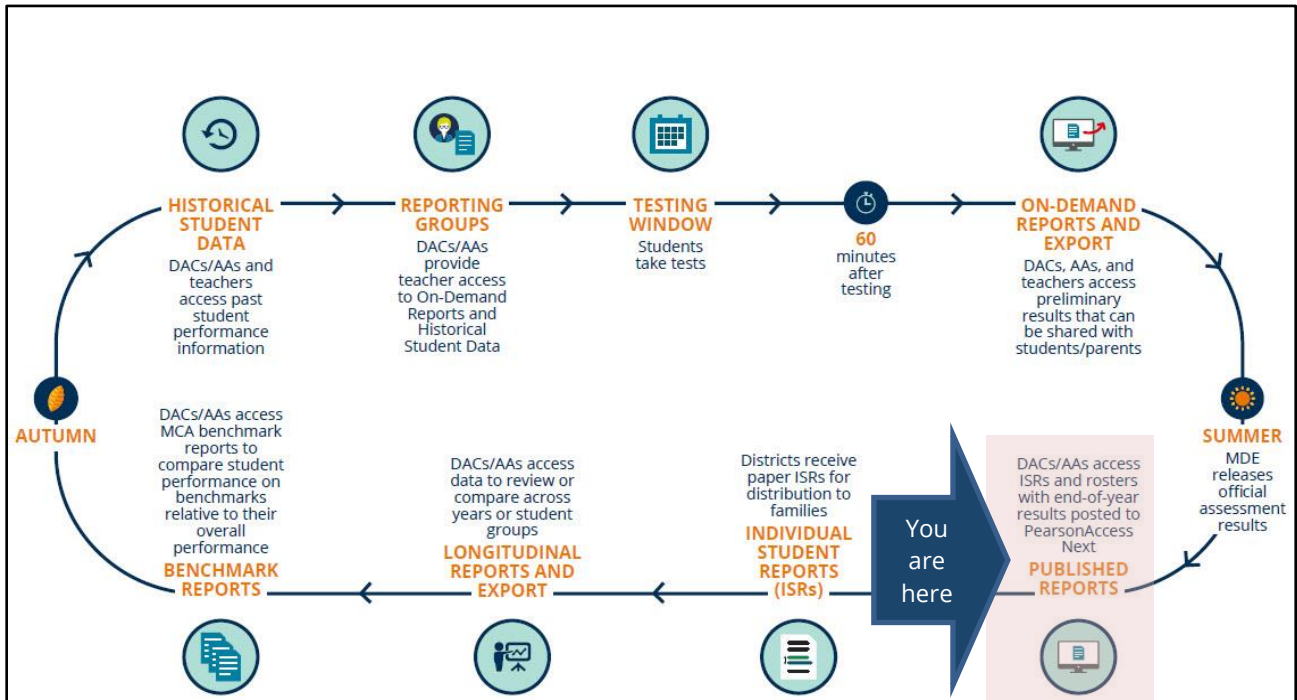 HISTORICAL
STUDENT
DATA
DACs/AAs and
teachers
access past
student
performance
information
REPORTING
GROUPS
DACs/AAs
provide
teacher access
to On-Demand
Reports and
Historical
Student Data
TESTING
WINDOW
Students
take tests
60
minutes
after
testing
ON-DEMAND
REPORTS AND
EXPORT
DACs, AAs, and
teachers access
preliminary
results that can
be shared with
students/parents
SUMMER
MDE
releases
official
assessment
results
DACs/AAs access
ISRs and rosters
with end-of-year
results posted to
PearsonAccess
Next
PUBLISHED
REPORTS
You
are
here
Districts receive
paper ISRs for
distribution to
families
INDIVIDUAL
STUDENT
REPORTS
(ISRs)
DACs/AAs access
data to review or
compare across
years or student
groups
LONGITUDINAL
REPORTS AND
EXPORT
DACs/AAs access
MCA benchmark
reports to
compare student
performance on
benchmarks
relative to their
overall
performance
BENCHMARK
REPORTS
AUTUMN